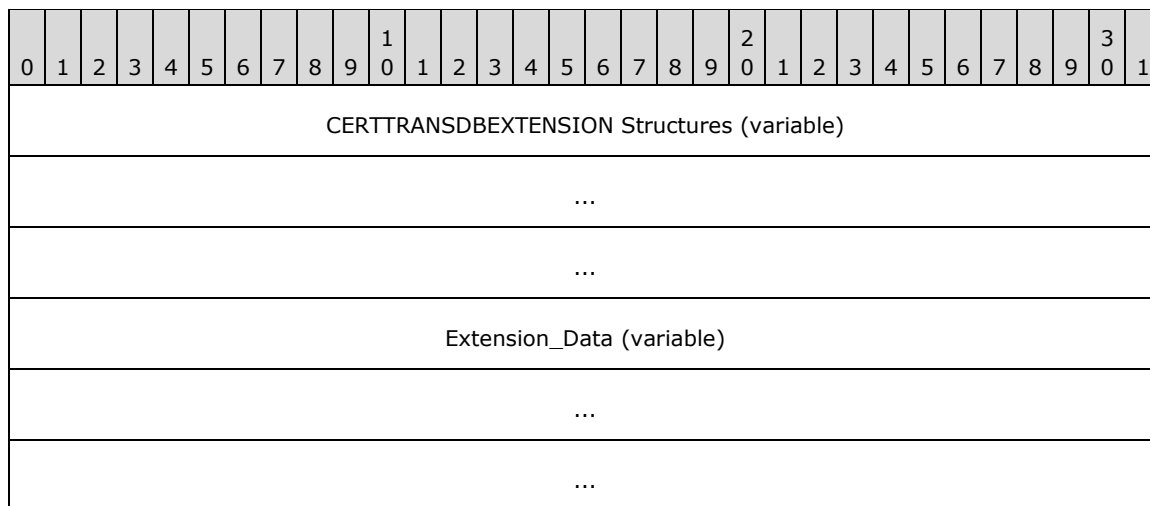 1 2 3
0 1 2 3 4 5 6 7 8 9 0 1 2 3 4 5 6 7 8 9 0 1 2 3 4 5 6 7 8 9 0 1
CERTTRANSDBEXTENSION Structures (variable)
...
...
Extension_Data (variable)
...
...